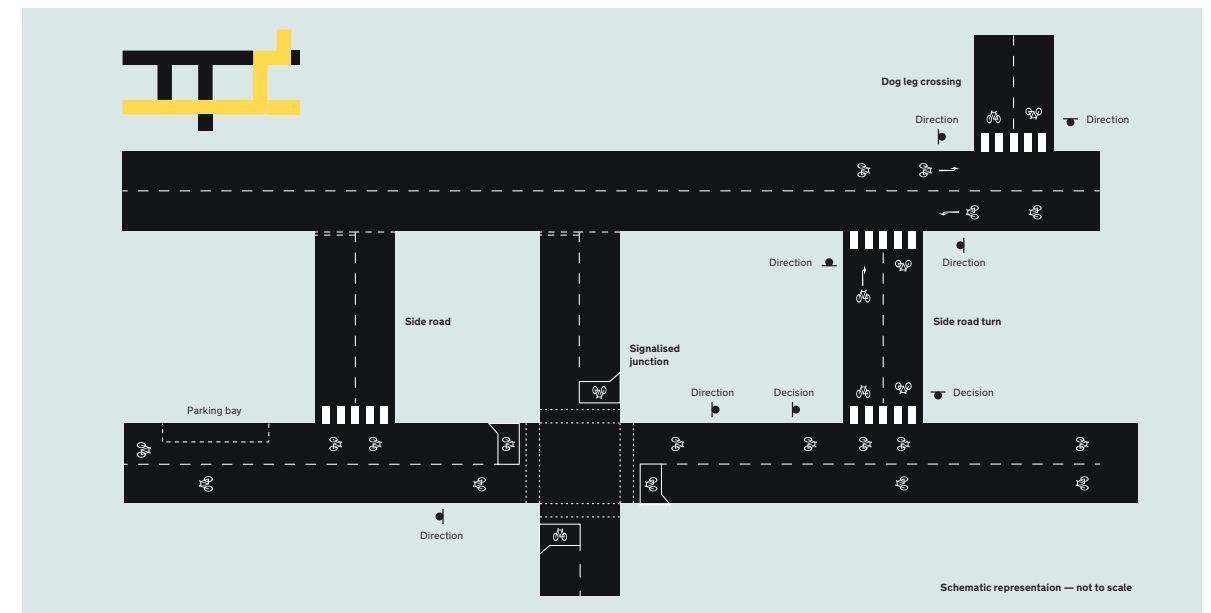 Dog leg crossing
Direction
Direction
Direction
Direction
Side road
Side road turn
Signalised
junction
Direction
Decision
Decision
Parking bay
Direction
Schematic representaion — not to scale